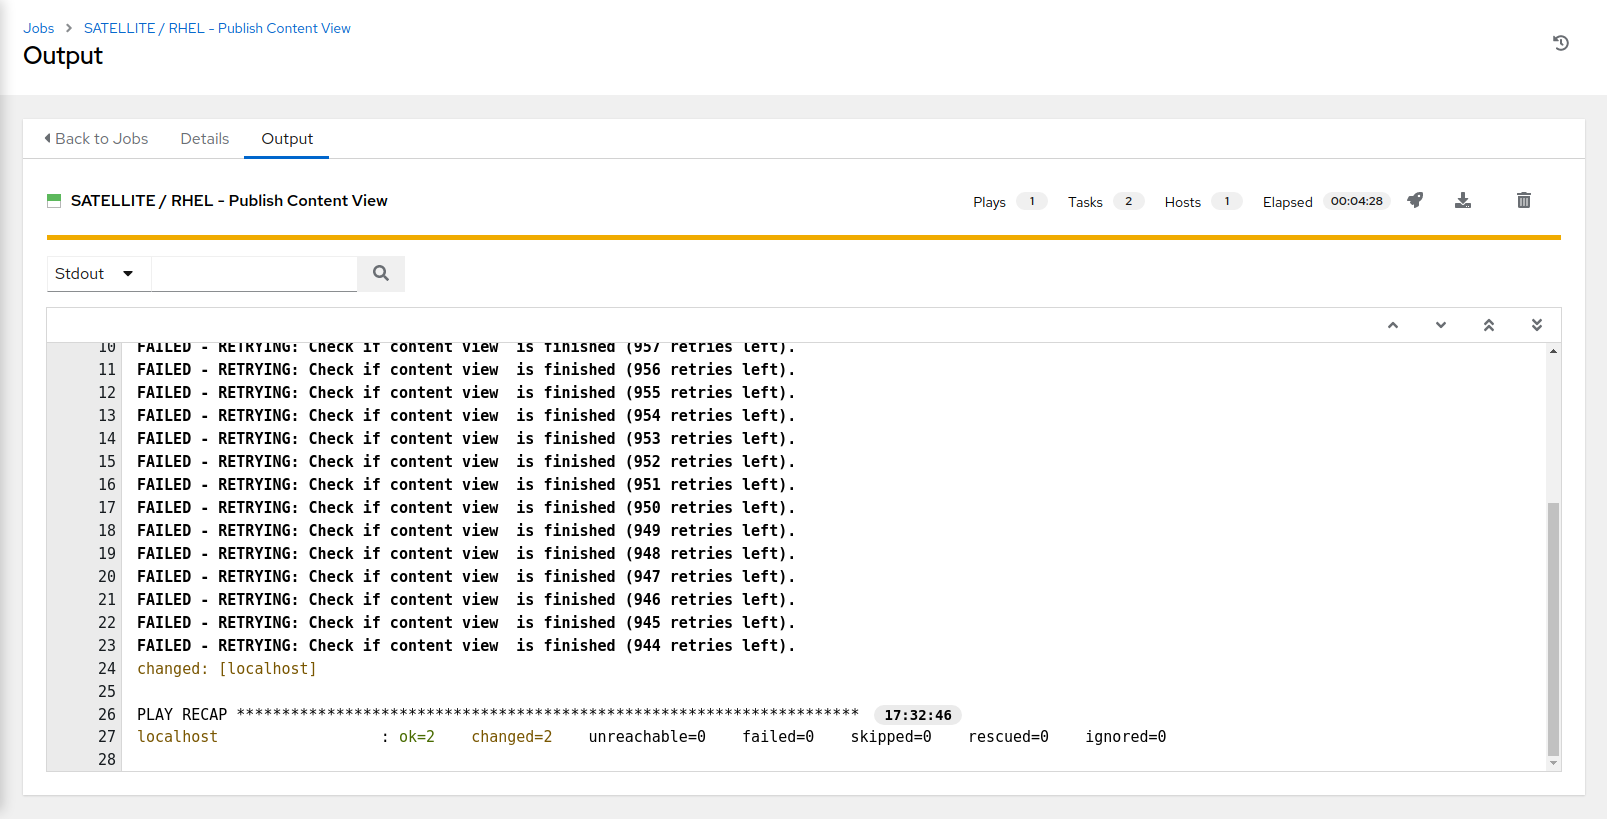 Jobs > SATELLITE / RHEL - Publish Content View
Output
Back to Jobs Details Output
SATELLITE / RHEL - Publish Content View Plays 1 Tasks 2 Hosts 1 Elapsed 00:04:28
Stdout
10 FAILED - RETRYING: Check if content view  is finished (957 retries left).
11 FAILED - RETRYING: Check if content view  is finished (956 retries left).
12 FAILED - RETRYING: Check if content view  is finished (955 retries left).
13 FAILED - RETRYING: Check if content view  is finished (954 retries left).
14 FAILED - RETRYING: Check if content view  is finished (953 retries left).
15 FAILED - RETRYING: Check if content view  is finished (952 retries left).
16 FAILED - RETRYING: Check if content view  is finished (951 retries left).
17 FAILED - RETRYING: Check if content view  is finished (950 retries left).
18 FAILED - RETRYING: Check if content view  is finished (949 retries left).
19 FAILED - RETRYING: Check if content view  is finished (948 retries left).
20 FAILED - RETRYING: Check if content view  is finished (947 retries left).
21 FAILED - RETRYING: Check if content view  is finished (946 retries left).
22 FAILED - RETRYING: Check if content view  is finished (945 retries left).
23 FAILED - RETRYING: Check if content view  is finished (944 retries left).
24 changed: [localhost]
25
26 PLAY RECAP ********************************************************************* 17:32:46
27 localhost                  : ok=2    changed=2    unreachable=0    failed=0    skipped=0    rescued=0    ignored=0
28